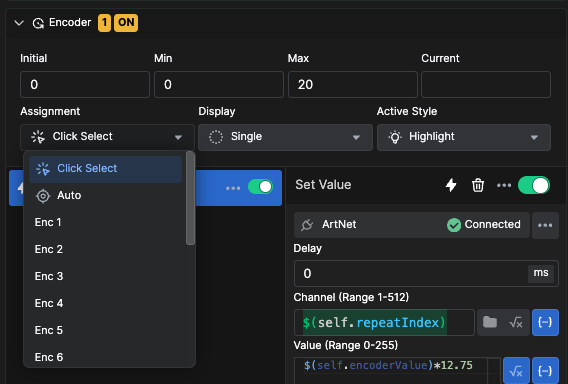 Encoder 1 ON
Initial Min Max Current
0 0 20
Assignment Display Active Style
Click Select Single Highlight
Click Select
Auto
Enc 1
Enc 2
Enc 3
Enc 4
Enc 5
Enc 6
Set Value
ArtNet Connected
Delay
0 ms
Channel (Range 1-512)
$(self.repeatIndex)
Value (Range 0-255)
$(self.encoderValue)*12.75